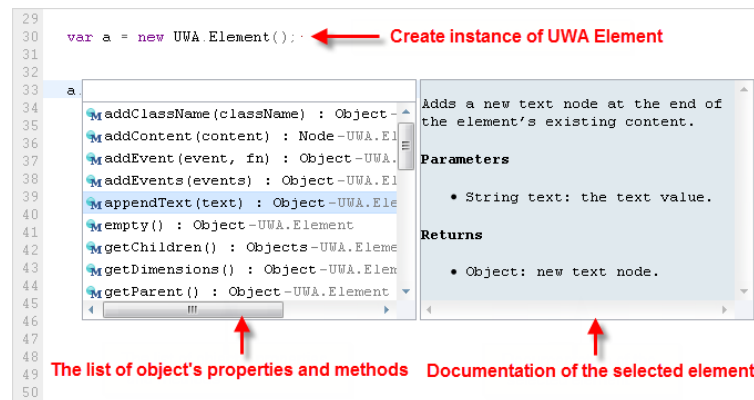 29
30 var a = new UWA.Element(); Create instance of UWA Element
31
32
33 a.
34 addClassName(className) : Object-
35 Adds a new text node at the end of
the element's existing content.
36 addContent(content) : Node-UWA.El
37 addEvent(event, fn) : Object-UWA.
Parameters
38 addEvents(events) : Object-UWA.El
39 appendText(text) : Object-UWA.Ele
• String text: the text value.
40
41 empty() : Object-UWA.Element
Returns
42 getChildren() : Objects-UWA.Eleme
43 getDimensions() : Object-UWA.Elem
• Object: new text node.
44 getParent() : Object-UWA.Element
45
46
47
48
49 The list of object's properties and methods Documentation of the selected element
50